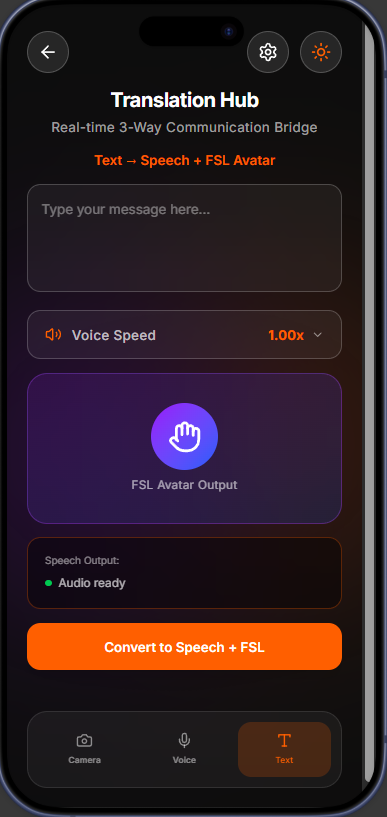 Translation Hub
Real-time 3-Way Communication Bridge
Text → Speech + FSL Avatar
Type your message here...
Voice Speed 1.00x
FSL Avatar Output
Speech Output:
Audio ready
Convert to Speech + FSL
Camera Voice Text